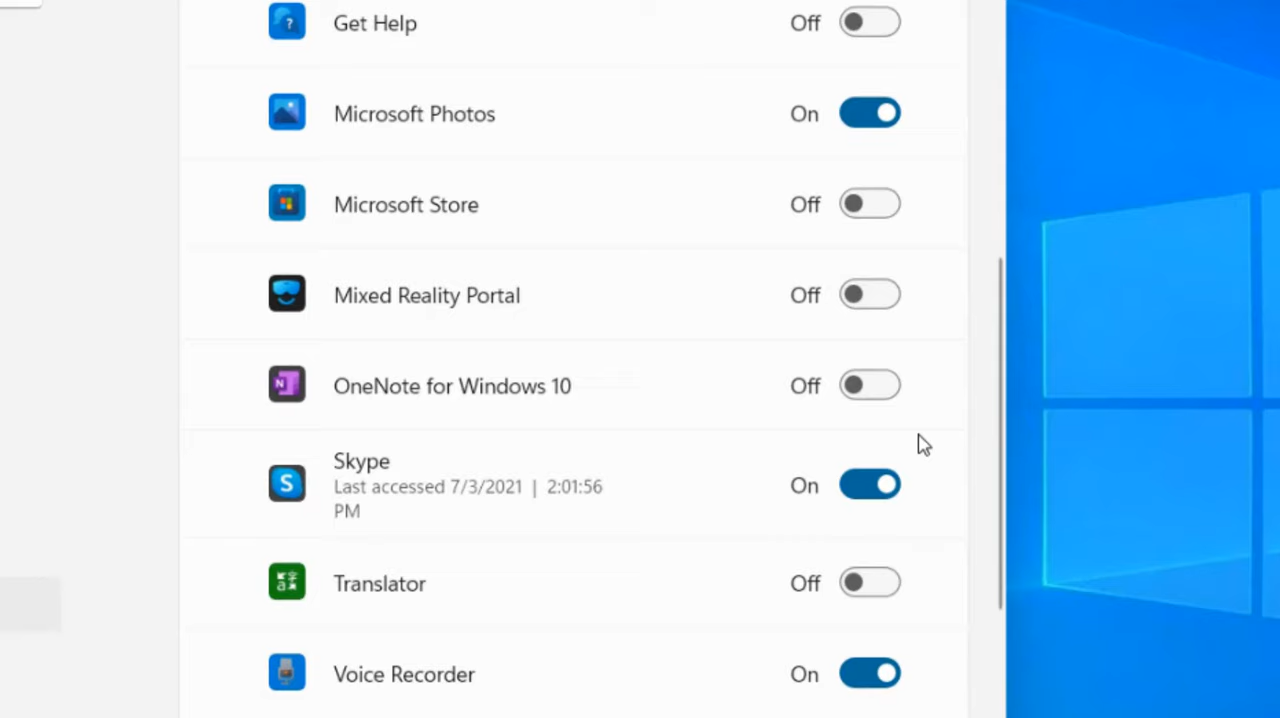 Get Help
Off
Microsoft Photos
On
Microsoft Store
Off
Mixed Reality Portal
Off
OneNote for Windows 10
Off
Skype
Last accessed 7/3/2021 | 2:01:56
PM
On
Translator
Off
Voice Recorder
On